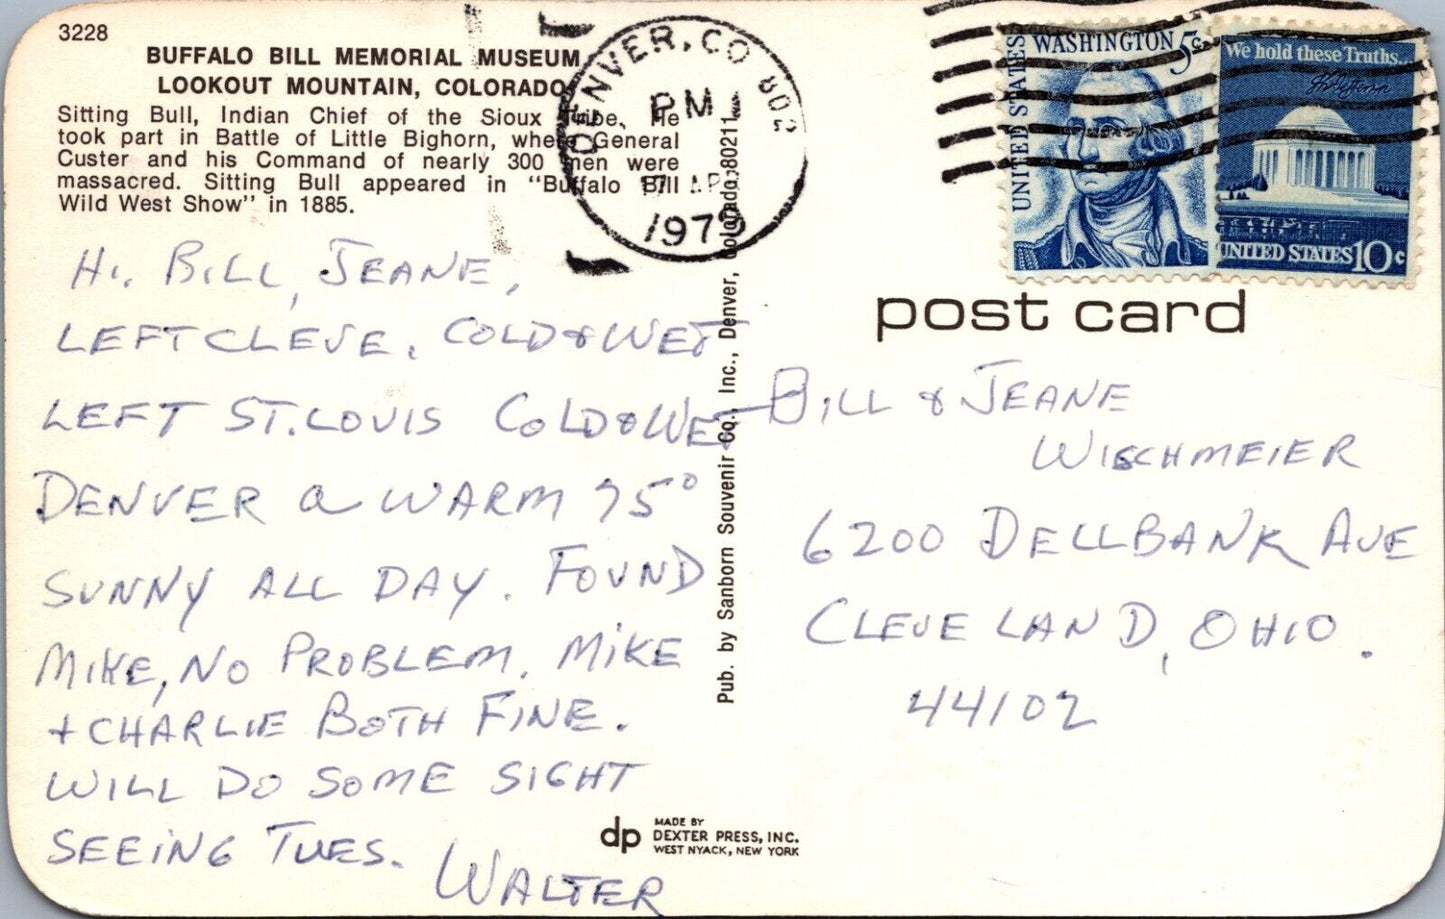 3228
BUFFALO BILL MEMORIAL MUSEUM
LOOKOUT MOUNTAIN, COLORADO
Sitting Bull, Indian Chief of the Sioux Tribe. He
took part in Battle of Little Bighorn, where General
Custer and his Command of nearly 300 men were
massacred. Sitting Bull appeared in “Buffalo Bill
Wild West Show” in 1885.
DENVER, CO 802
PM
AP
UNITED STATES
WASHINGTON 5c
We hold these Truths...
UNITED STATES 10c
post card
HI. BILL, JEANE,
LEFT CLEVE. COLD & WET
LEFT ST. LOUIS COLD & WET
DENVER A WARM 75°
SUNNY ALL DAY. FOUND
MIKE, NO PROBLEM. MIKE
+ CHARLIE BOTH FINE.
WILL DO SOME SIGHT
SEEING TUES.
WALTER
Pub. by Sanborn Souvenir Co., Inc., Denver, Colorado, 80211
BILL & JEANE
WISCHMEIER
6200 DELLBANK AVE
CLEVELAND, OHIO.
44102
dp
MADE BY
DEXTER PRESS, INC.
WEST NYACK, NEW YORK